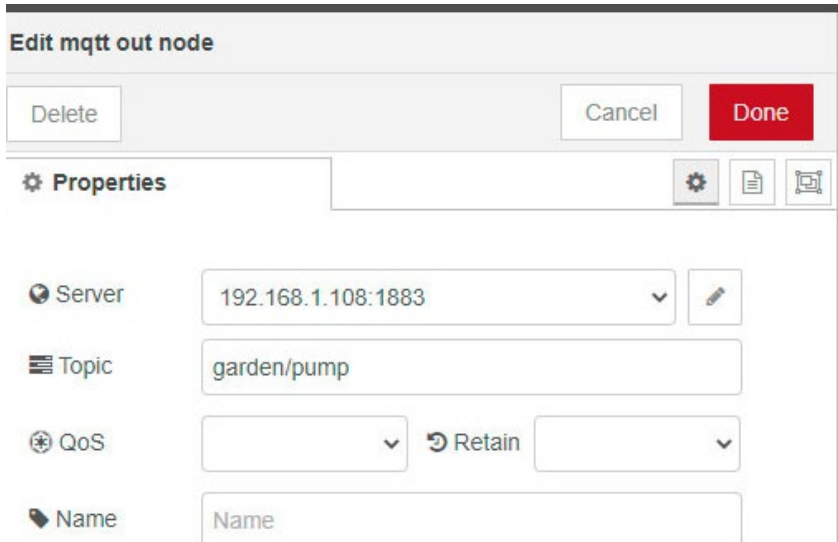 Edit mqtt out node
Delete Cancel Done
Properties
Server 192.168.1.108:1883
Topic garden/pump
QoS Retain
Name Name